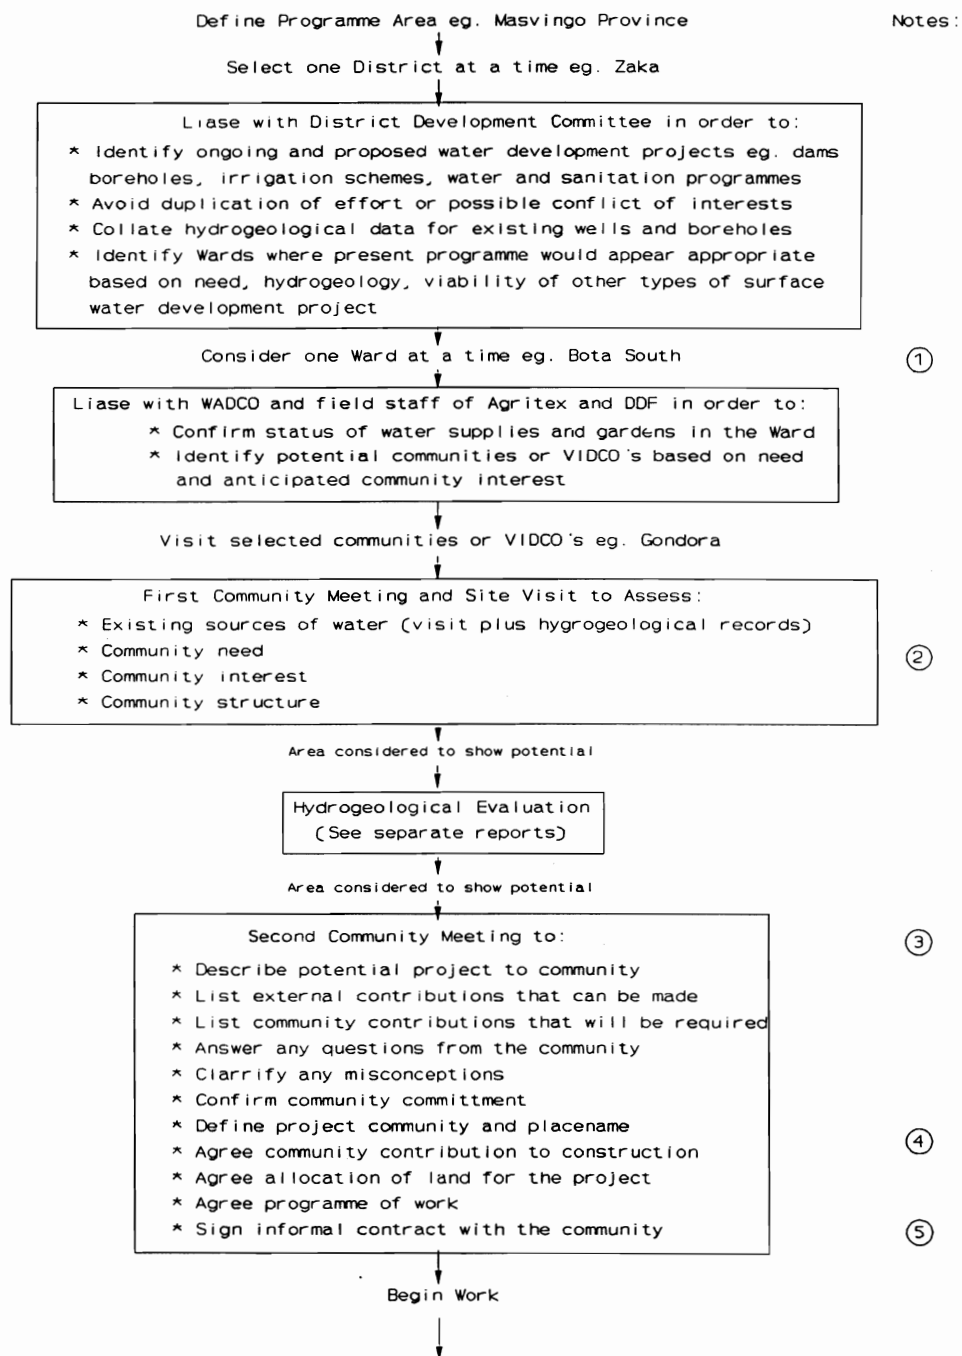 Define Programme Area eg. Masvingo Province
Notes:
Select one District at a time eg. Zaka
Liase with District Development Committee in order to:
* Identify ongoing and proposed water development projects eg. dams
boreholes, irrigation schemes, water and sanitation programmes
* Avoid duplication of effort or possible conflict of interests
* Collate hydrogeological data for existing wells and boreholes
* Identify Wards where present programme would appear appropriate
based on need, hydrogeology, viability of other types of surface
water development project
Consider one Ward at a time eg. Bota South
1
Liase with WADCO and field staff of Agritex and DDF in order to:
* Confirm status of water supplies and gardens in the Ward
* Identify potential communities or VIDCO's based on need
and anticipated community interest
Visit selected communities or VIDCO's eg. Gondora
First Community Meeting and Site Visit to Assess:
* Existing sources of water (visit plus hygrogeological records)
* Community need
2
* Community interest
* Community structure
Area considered to show potential
Hydrogeological Evaluation
(See separate reports)
Area considered to show potential
Second Community Meeting to:
3
* Describe potential project to community
* List external contributions that can be made
* List community contributions that will be required
* Answer any questions from the community
* Clarrify any misconceptions
* Confirm community committment
* Define project community and placename
* Agree community contribution to construction
4
* Agree allocation of land for the project
* Agree programme of work
* Sign informal contract with the community
5
Begin Work